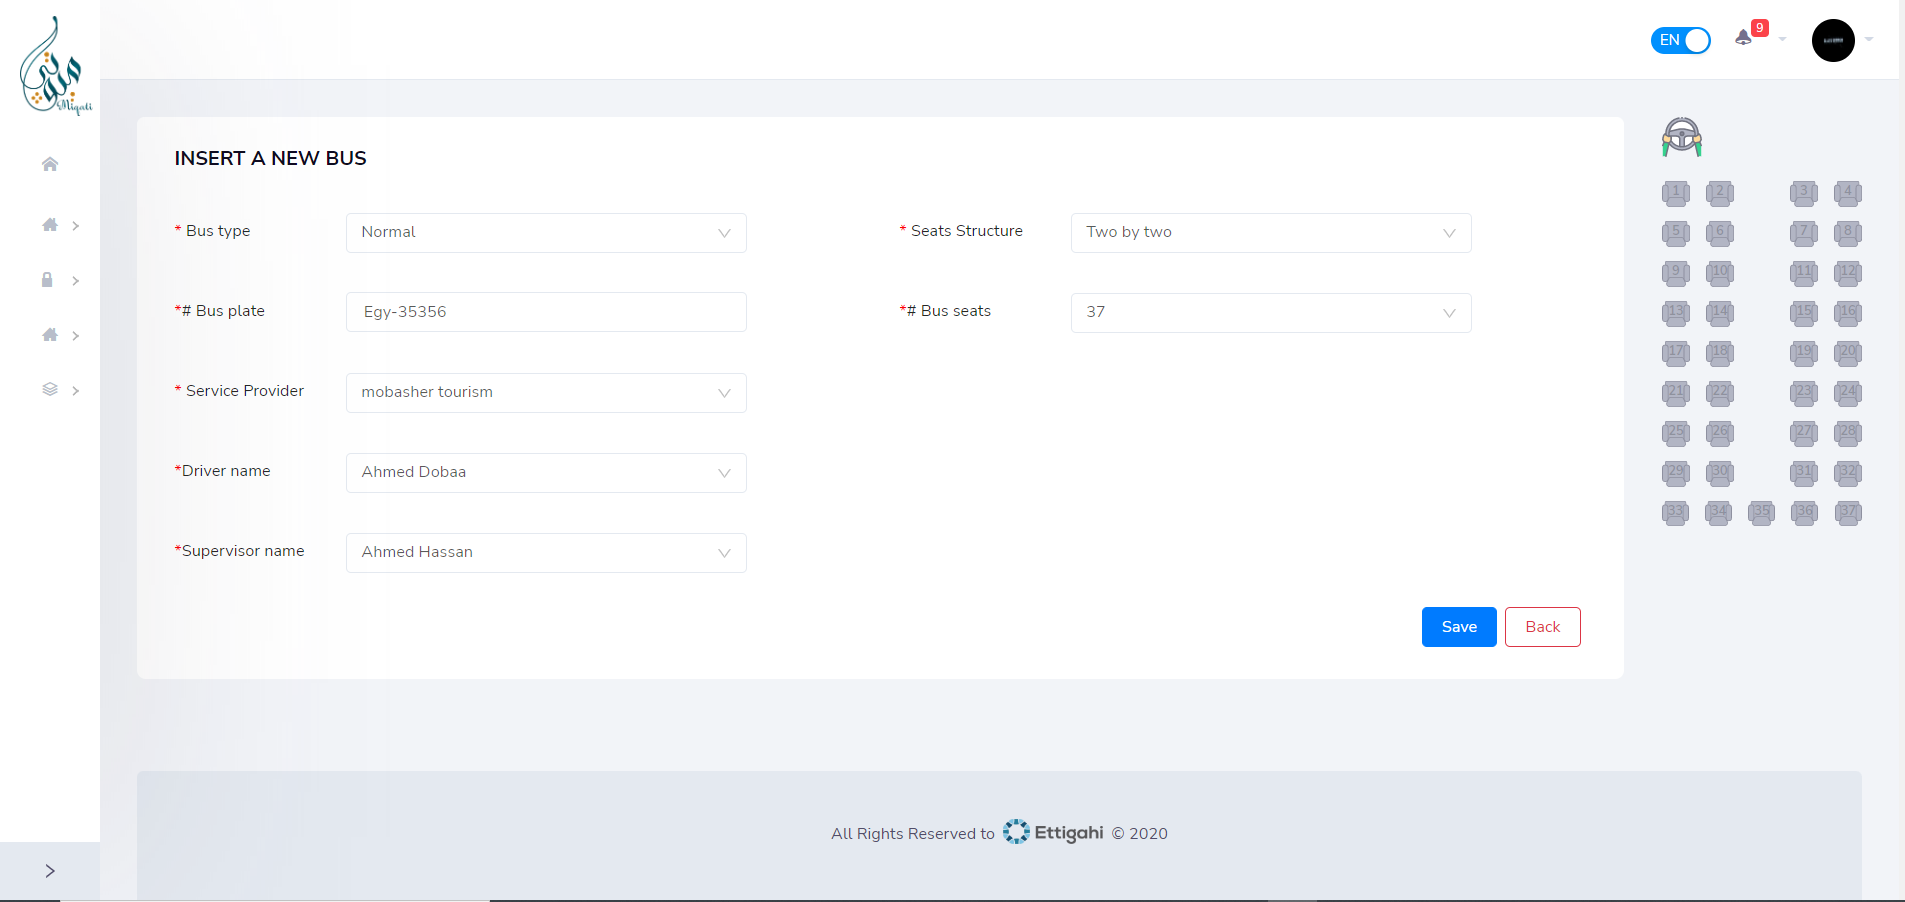 Miqati
EN
9
INSERT A NEW BUS
* Bus type
Normal
* Seats Structure
Two by two
*# Bus plate
Egy-35356
*# Bus seats
37
* Service Provider
mobasher tourism
*Driver name
Ahmed Dobaa
*Supervisor name
Ahmed Hassan
Save
Back
1 2 3 4
5 6 7 8
9 10 11 12
13 14 15 16
17 18 19 20
21 22 23 24
25 26 27 28
29 30 31 32
33 34 35 36 37
All Rights Reserved to Ettigahi © 2020